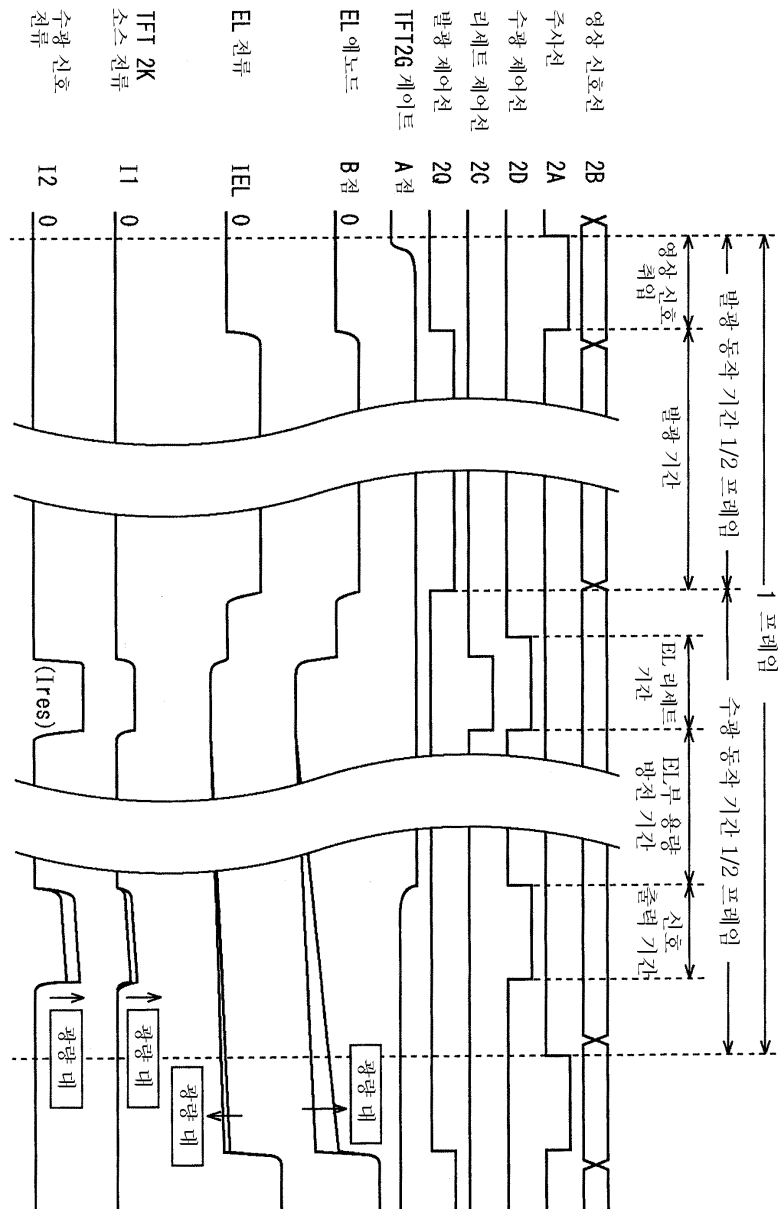 1 프레임
발광 동작 기간 1/2 프레임
수광 동작 기간 1/2 프레임
영상 신호
취입
발광 기간
EL 리세트
기간
EL부 용량
방전 기간
신호
출력 기간
영상 신호선 2B
주사선 2A
수광 제어선 2D
리세트 제어선 2C
발광 제어선 2Q
TFT2G 게이트 A 점
EL 애노드 B 점 0
광량 대
EL 전류 IEL 0
광량 대
TFT 2K
소스 전류 I1 0
광량 대
수광 신호
전류 I2 0
(Ires)
광량 대